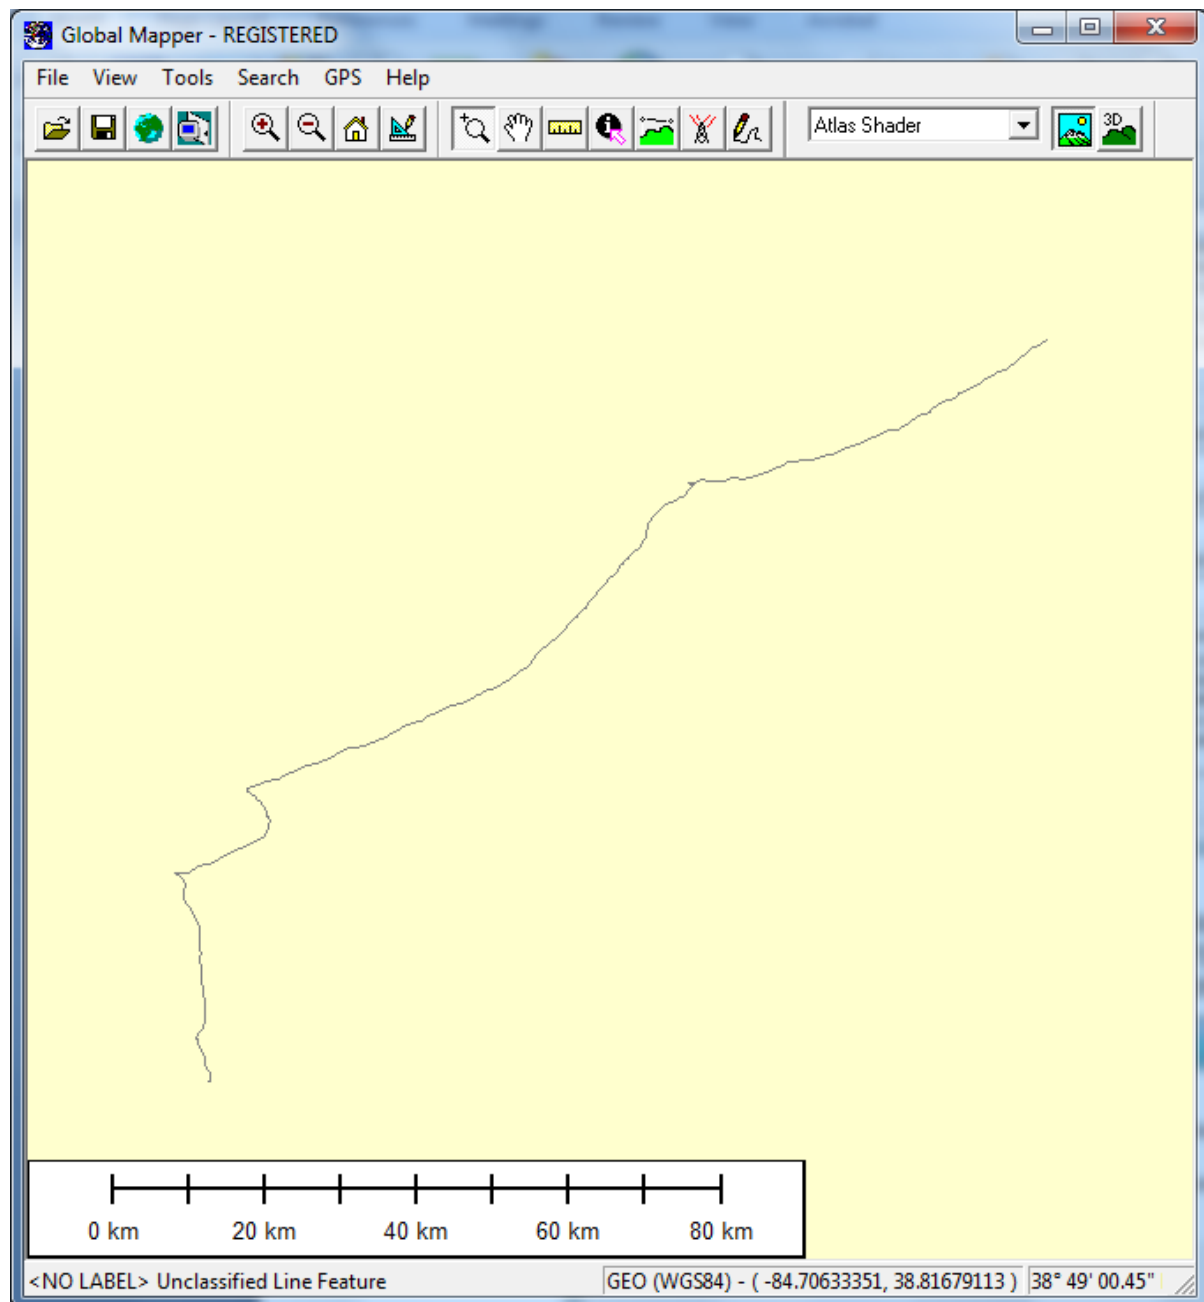 Global Mapper - REGISTERED
File View Tools Search GPS Help
Atlas Shader
3D
0 km 20 km 40 km 60 km 80 km
<NO LABEL> Unclassified Line Feature GEO (WGS84) - ( -84.70633351, 38.81679113 ) 38° 49' 00.45"